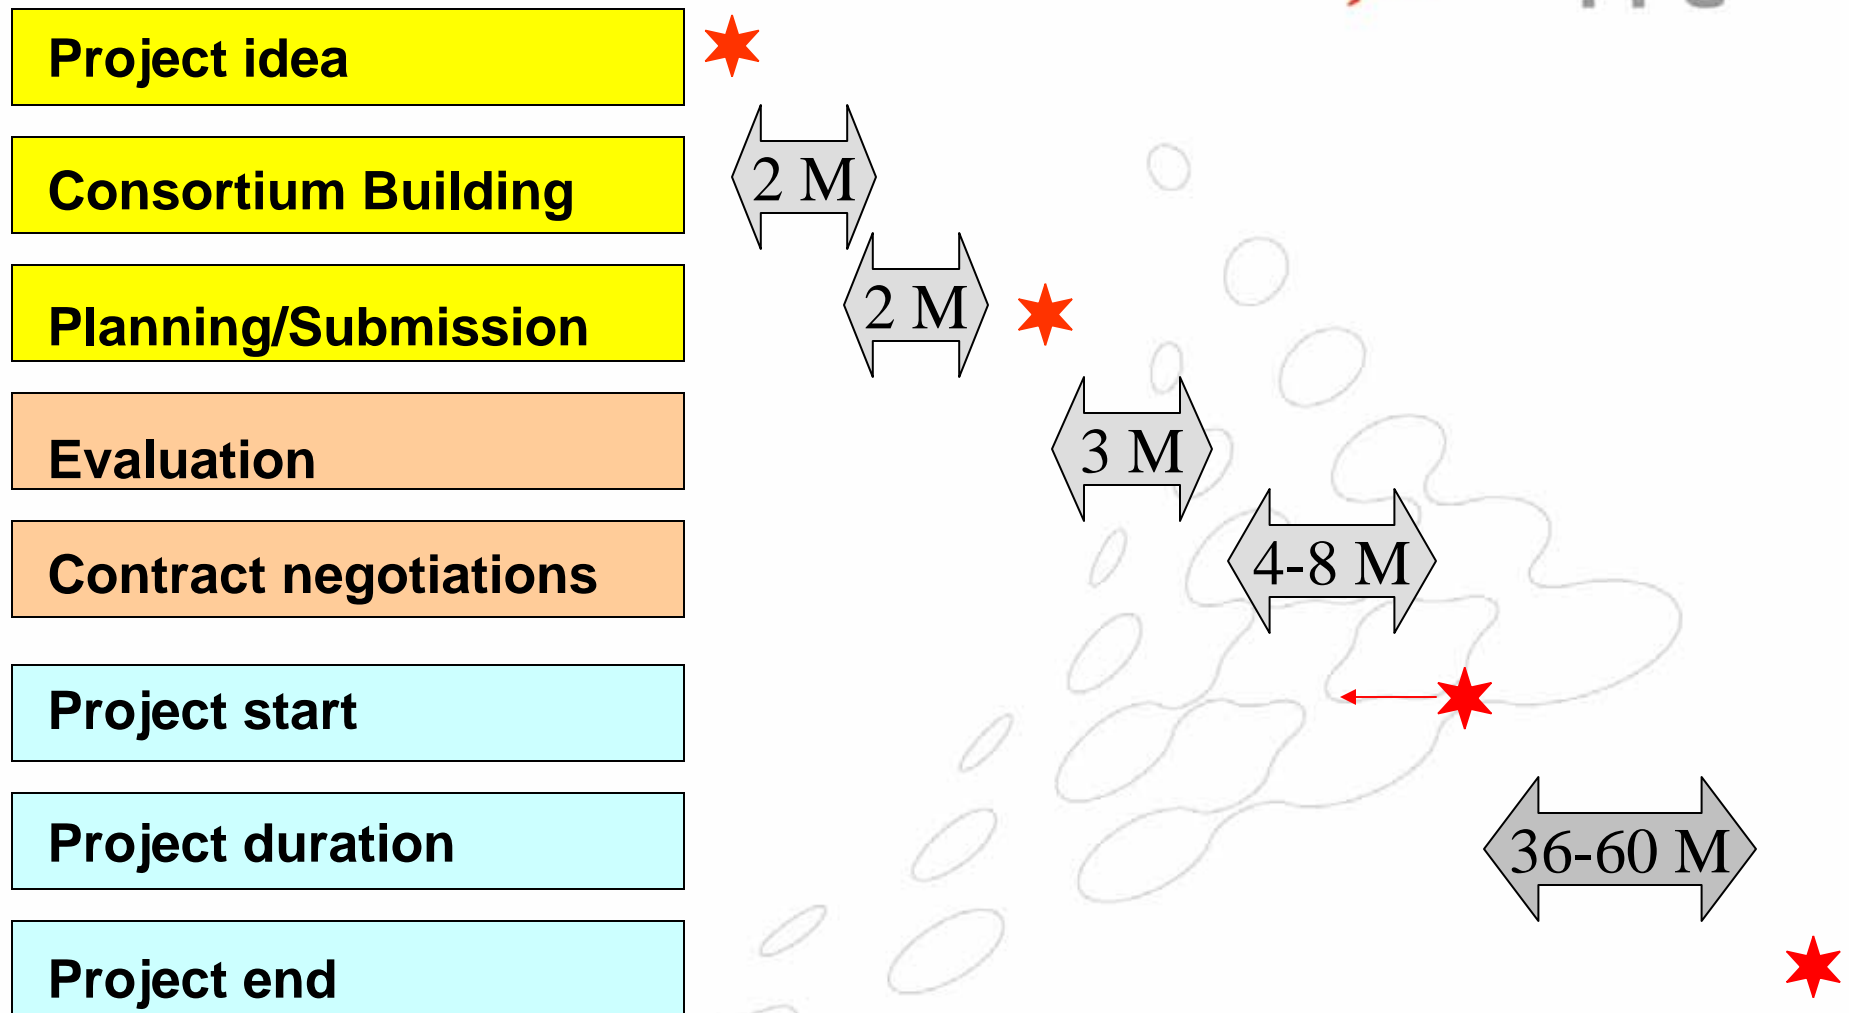 Project idea
Consortium Building
2 M
Planning/Submission
2 M
Evaluation
3 M
Contract negotiations
4-8 M
Project start
Project duration
36-60 M
Project end